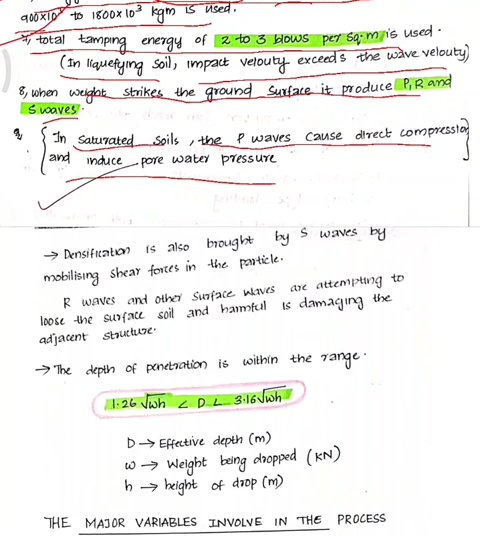 900×10 to 1800×10³ kgm is used.
7, total tamping energy of 2 to 3 blows per sq.m is used.
(In liquefying soil, impact velouty exceeds the wave velouty)
8, when weight strikes the ground surface it produce P, R and
S waves.
9, In saturated soils, the P waves cause direct compression
and induce pore water pressure
→ Densification is also brought by S waves by
mobilising shear forces in the particle.
R waves and other surface waves are attempting to
loose the surface soil and harmful is damaging the
adjacent structure.
→ The depth of penetration is within the range.
1.26 √wh < D < 3.16 √wh
D → Effective depth (m)
w → Weight being dropped (KN)
h → height of drop (m)
THE MAJOR VARIABLES INVOLVE IN THE PROCESS